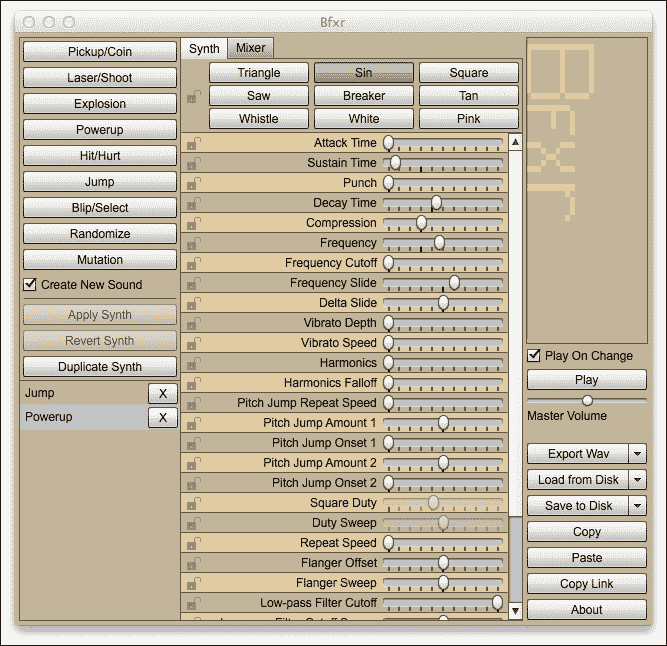 Bfxr
Pickup/Coin
Laser/Shoot
Explosion
Powerup
Hit/Hurt
Jump
Blip/Select
Randomize
Mutation
Create New Sound
Apply Synth
Revert Synth
Duplicate Synth
Jump X
Powerup X
Synth Mixer
Triangle Sin Square
Saw Breaker Tan
Whistle White Pink
Attack Time
Sustain Time
Punch
Decay Time
Compression
Frequency
Frequency Cutoff
Frequency Slide
Delta Slide
Vibrato Depth
Vibrato Speed
Harmonics
Harmonics Falloff
Pitch Jump Repeat Speed
Pitch Jump Amount 1
Pitch Jump Onset 1
Pitch Jump Amount 2
Pitch Jump Onset 2
Square Duty
Duty Sweep
Repeat Speed
Flanger Offset
Flanger Sweep
Low-pass Filter Cutoff
Play On Change
Play
Master Volume
Export Wav
Load from Disk
Save to Disk
Copy
Paste
Copy Link
About